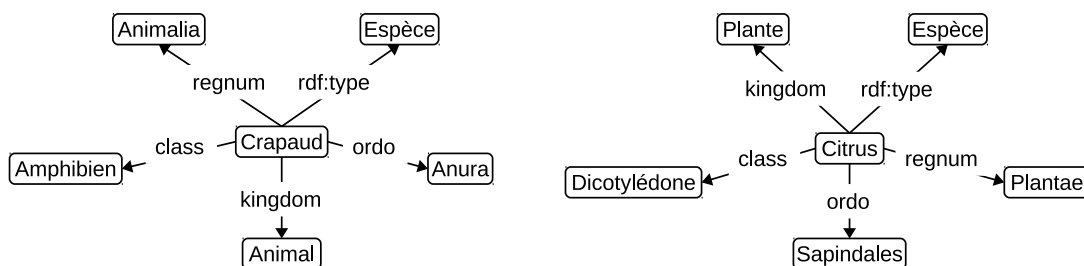 Animalia
Espèce
regnum
rdf:type
class
Crapaud
ordo
Amphibien
Anura
kingdom
Animal
Plante
Espèce
kingdom
rdf:type
class
Citrus
regnum
Dicotylédone
Plantae
ordo
Sapindales